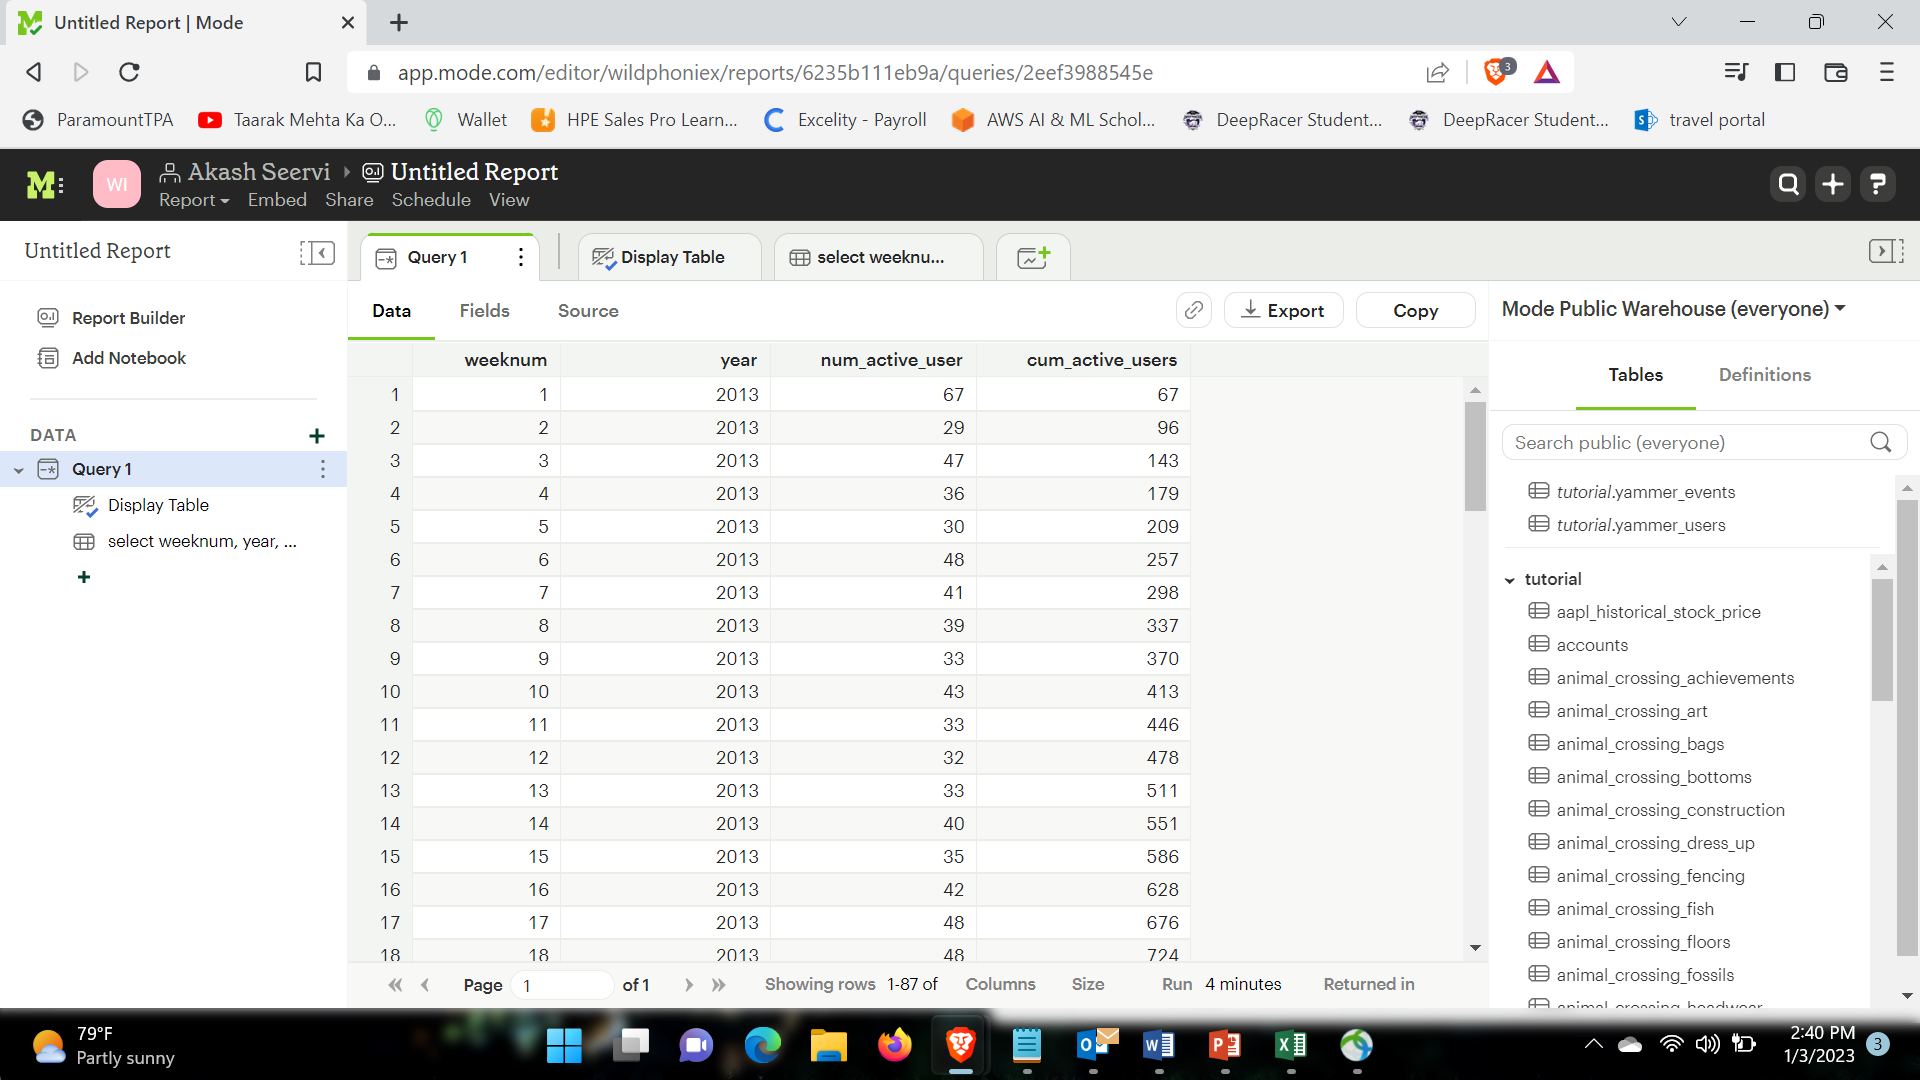 Untitled Report | Mode
app.mode.com/editor/wildphoniex/reports/6235b111eb9a/queries/2eef3988545e
3
ParamountTPA
Taarak Mehta Ka O...
Wallet
HPE Sales Pro Learn...
Excelity - Payroll
AWS AI & ML Schol...
DeepRacer Student...
DeepRacer Student...
travel portal
WI
Akash Seervi
Untitled Report
Report Embed Share Schedule View
Untitled Report
Report Builder
Add Notebook
DATA
Query 1
Display Table
select weeknum, year, ...
Query 1
Display Table
select weeknu...
Data Fields Source
Export
Copy
weeknum year num_active_user cum_active_users
1 1 2013 67 67
2 2 2013 29 96
3 3 2013 47 143
4 4 2013 36 179
5 5 2013 30 209
6 6 2013 48 257
7 7 2013 41 298
8 8 2013 39 337
9 9 2013 33 370
10 10 2013 43 413
11 11 2013 33 446
12 12 2013 32 478
13 13 2013 33 511
14 14 2013 40 551
15 15 2013 35 586
16 16 2013 42 628
17 17 2013 48 676
18 18 2013 48 724
Page 1 of 1 Showing rows 1-87 of Columns Size Run 4 minutes Returned in
Mode Public Warehouse (everyone)
Tables Definitions
Search public (everyone)
tutorial.yammer_events
tutorial.yammer_users
tutorial
aapl_historical_stock_price
accounts
animal_crossing_achievements
animal_crossing_art
animal_crossing_bags
animal_crossing_bottoms
animal_crossing_construction
animal_crossing_dress_up
animal_crossing_fencing
animal_crossing_fish
animal_crossing_floors
animal_crossing_fossils
animal_crossing_headwear
79°F
Partly sunny
2:40 PM
1/3/2023
3